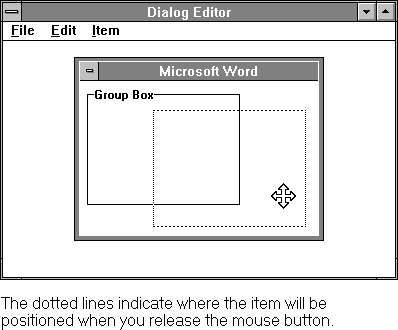 Dialog Editor
File Edit Item
Microsoft Word
Group Box
The dotted lines indicate where the item will be
positioned when you release the mouse button.